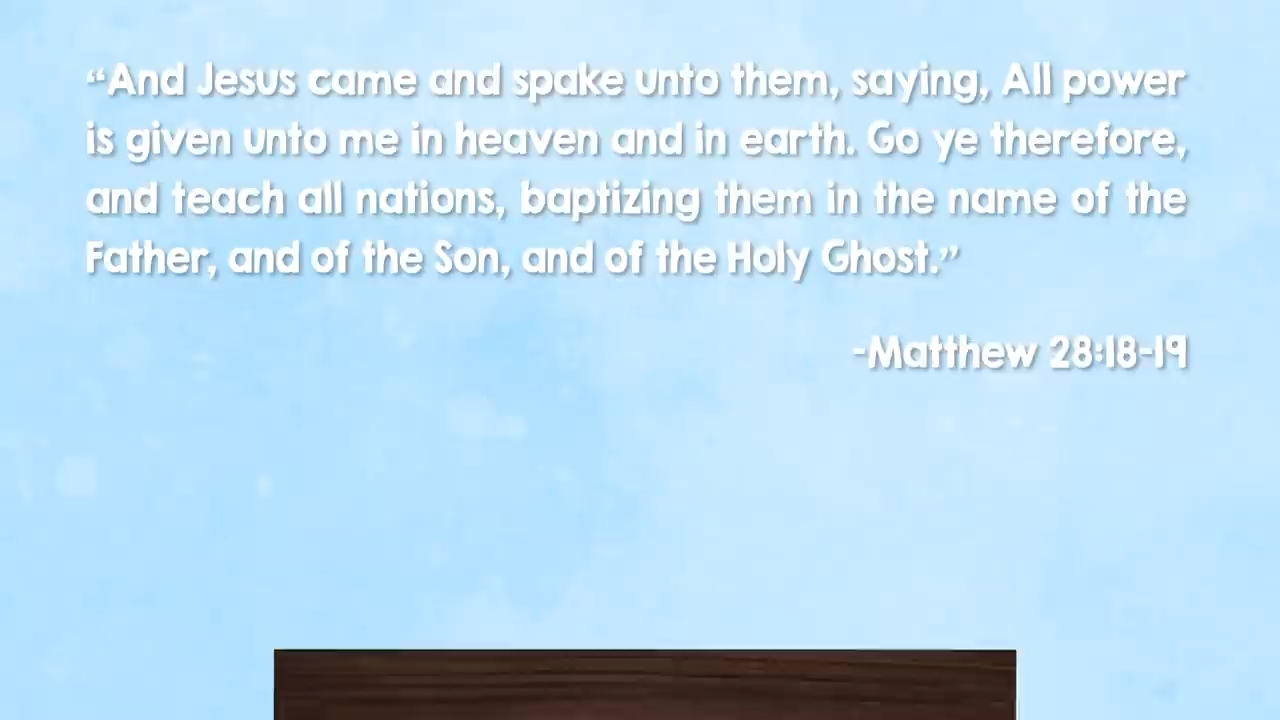 “And Jesus came and spake unto them, saying, All power
is given unto me in heaven and in earth. Go ye therefore,
and teach all nations, baptizing them in the name of the
Father, and of the Son, and of the Holy Ghost.”
-Matthew 28:18-19